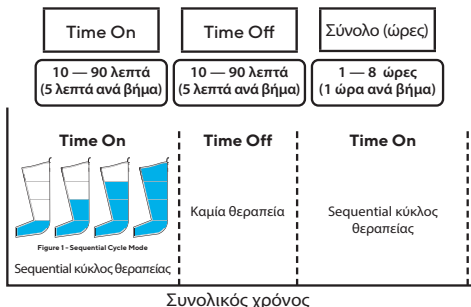 Time On
Time Off
Σύνολο (ώρες)
10 — 90 λεπτά
(5 λεπτά ανά βήμα)
10 — 90 λεπτά
(5 λεπτά ανά βήμα)
1 — 8 ώρες
(1 ώρα ανά βήμα)
Time On
Time Off
Time On
Figure 1 - Sequential Cycle Mode
Sequential κύκλος θεραπείας
Καμία θεραπεία
Sequential κύκλος
θεραπείας
Συνολικός χρόνος